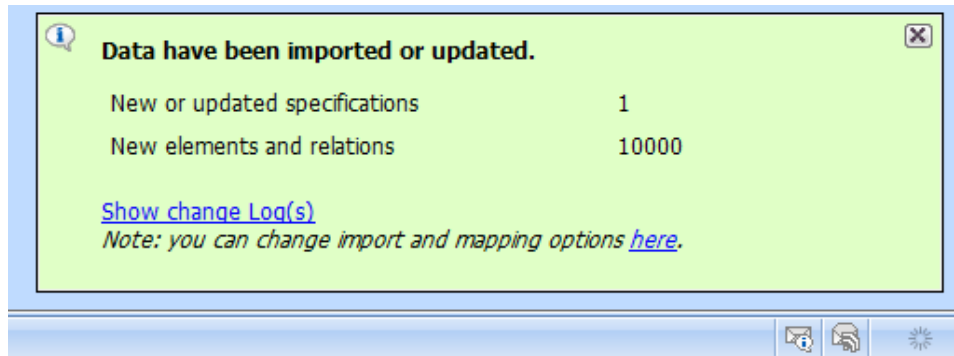 Data have been imported or updated.
New or updated specifications 1
New elements and relations 10000
Show change Log(s)
Note: you can change import and mapping options here.